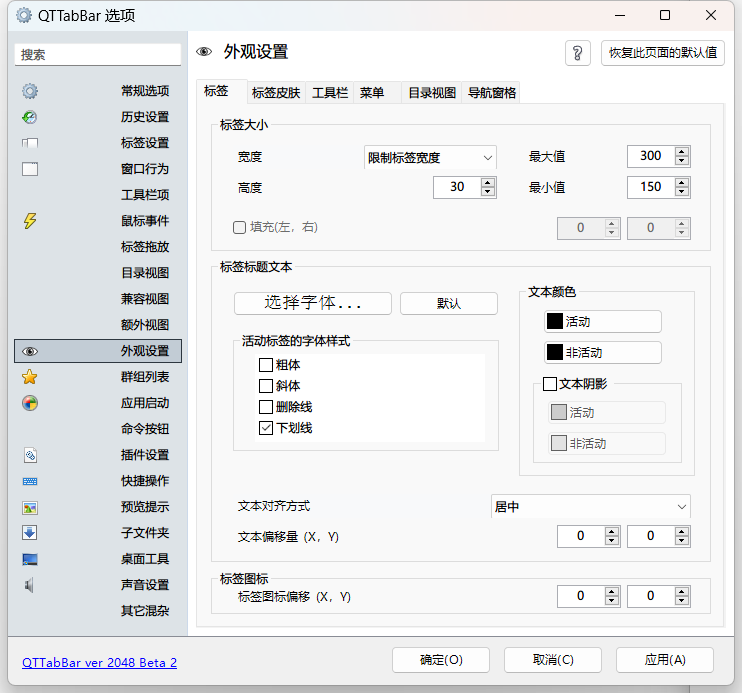 QTTabBar 选项
搜索
常规选项
历史设置
标签设置
窗口行为
工具栏项
鼠标事件
标签拖放
目录视图
兼容视图
额外视图
外观设置
群组列表
应用启动
命令按钮
插件设置
快捷操作
预览提示
子文件夹
桌面工具
声音设置
其它混杂
外观设置
?
恢复此页面的默认值
标签 标签皮肤 工具栏 菜单 目录视图 导航窗格
标签大小
宽度 限制标签宽度 最大值 300
高度 30 最小值 150
填充(左，右) 0 0
标签标题文本
选择字体... 默认
活动标签的字体样式
粗体
斜体
删除线
下划线
文本颜色
活动
非活动
文本阴影
活动
非活动
文本对齐方式 居中
文本偏移量 (X，Y) 0 0
标签图标
标签图标偏移 (X，Y) 0 0
QTTabBar ver 2048 Beta 2
确定(O) 取消(C) 应用(A)